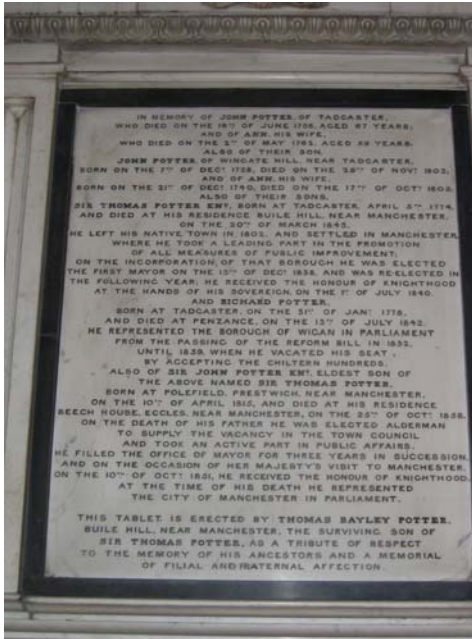 IN MEMORY OF JOHN POTTER, OF TADCASTER,
WHO DIED ON THE OF JUNE AGED 67 YEARS;
AND OF ANN, HIS WIFE,
WHO DIED ON THE 2ND OF MAY 1762, AGED YEARS.
ALSO OF THEIR SON,
JOHN POTTER, OF WINGATE HILL, NEAR TADCASTER,
BORN ON THE 7TH OF DECR 1728, DIED ON THE OF NOVR 1802,
AND OF ANN, HIS WIFE,
BORN ON THE 21ST OF DECR 1740, DIED ON THE 17TH OF OCTR
ALSO OF THEIR SONS,
SIR THOMAS POTTER KNT, BORN AT TADCASTER, APRIL 5TH 1774,
AND DIED AT HIS RESIDENCE BUILE HILL, NEAR MANCHESTER,
ON THE 20TH OF MARCH 1845.
HE LEFT HIS NATIVE TOWN IN 1802, AND SETTLED IN MANCHESTER,
WHERE HE TOOK A LEADING PART IN THE PROMOTION
OF ALL MEASURES OF PUBLIC IMPROVEMENT;
ON THE INCORPORATION OF THAT BOROUGH HE WAS ELECTED
THE FIRST MAYOR ON THE OF DECR 1838, AND WAS RE-ELECTED IN
THE FOLLOWING YEAR; HE RECEIVED THE HONOUR OF KNIGHTHOOD
AT THE HANDS OF HIS SOVEREIGN, ON THE 1ST OF JULY 1840.
AND RICHARD POTTER,
BORN AT TADCASTER, ON THE 31ST OF JANY 1778,
AND DIED AT PENZANCE, ON THE 13TH OF JULY 1842.
HE REPRESENTED THE BOROUGH OF WIGAN IN PARLIAMENT
FROM THE PASSING OF THE REFORM BILL IN 1832,
UNTIL 1839, WHEN HE VACATED HIS SEAT,
BY ACCEPTING THE CHILTERN HUNDREDS.
ALSO OF SIR JOHN POTTER KNT, ELDEST SON OF
THE ABOVE NAMED SIR THOMAS POTTER,
BORN AT POLEFIELD, PRESTWICH, NEAR MANCHESTER,
ON THE 10TH OF APRIL 1815, AND DIED AT HIS RESIDENCE
BEECH HOUSE, ECCLES, NEAR MANCHESTER, ON THE 25TH OF OCTR 1858.
ON THE DEATH OF HIS FATHER HE WAS ELECTED ALDERMAN
TO SUPPLY THE VACANCY IN THE TOWN COUNCIL
AND TOOK AN ACTIVE PART IN PUBLIC AFFAIRS.
HE FILLED THE OFFICE OF MAYOR FOR THREE YEARS IN SUCCESSION,
AND ON THE OCCASION OF HER MAJESTY'S VISIT TO MANCHESTER,
ON THE 10TH OF OCTR 1851, HE RECEIVED THE HONOUR OF KNIGHTHOOD.
AT THE TIME OF HIS DEATH HE REPRESENTED
THE CITY OF MANCHESTER IN PARLIAMENT.
THIS TABLET IS ERECTED BY THOMAS BAYLEY POTTER,
BUILE HILL, NEAR MANCHESTER, THE SURVIVING SON OF
SIR THOMAS POTTER, AS A TRIBUTE OF RESPECT
TO THE MEMORY OF HIS ANCESTORS AND A MEMORIAL
OF FILIAL AND FRATERNAL AFFECTION.